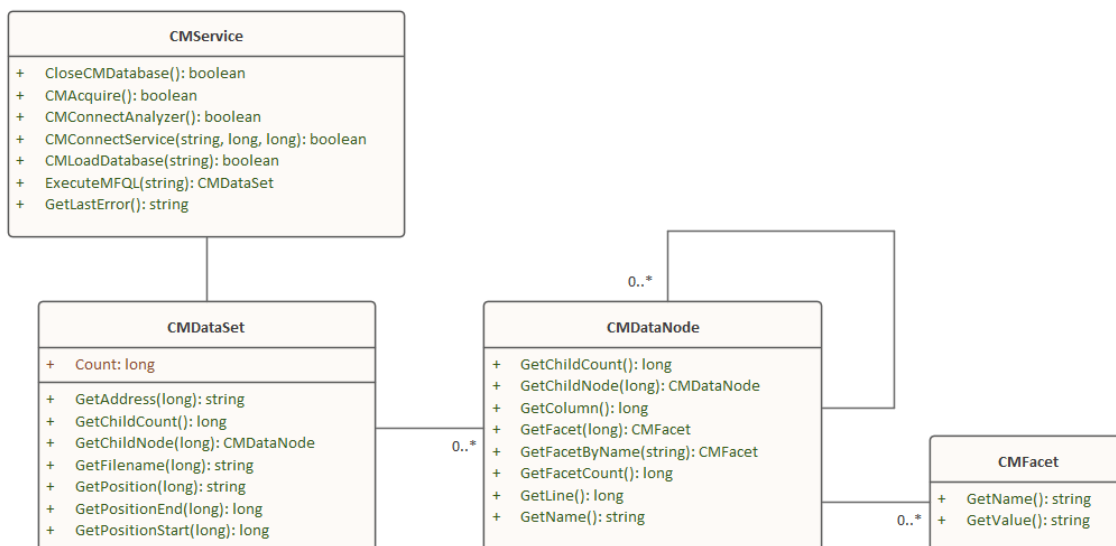 CMService
+ CloseCMDatabase(): boolean
+ CMAcquire(): boolean
+ CMConnectAnalyzer(): boolean
+ CMConnectService(string, long, long): boolean
+ CMLoadDatabase(string): boolean
+ ExecuteMFQL(string): CMDataSet
+ GetLastError(): string
CMDataSet
+ Count: long
+ GetAddress(long): string
+ GetChildCount(): long
+ GetChildNode(long): CMDataNode
+ GetFilename(long): string
+ GetPosition(long): string
+ GetPositionEnd(long): long
+ GetPositionStart(long): long
0..*
0..*
CMDataNode
+ GetChildCount(): long
+ GetChildNode(long): CMDataNode
+ GetColumn(): long
+ GetFacet(long): CMFacet
+ GetFacetByName(string): CMFacet
+ GetFacetCount(): long
+ GetLine(): long
+ GetName(): string
0..*
CMFacet
+ GetName(): string
+ GetValue(): string